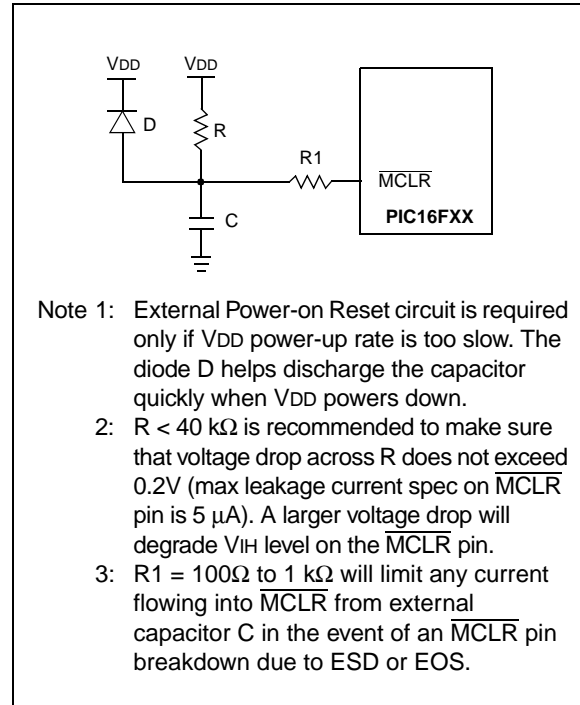 VDD VDD
D
R
R1
MCLR
C
PIC16FXX
Note 1: External Power-on Reset circuit is required
only if VDD power-up rate is too slow. The
diode D helps discharge the capacitor
quickly when VDD powers down.
2: R < 40 kΩ is recommended to make sure
that voltage drop across R does not exceed
0.2V (max leakage current spec on MCLR
pin is 5 μA). A larger voltage drop will
degrade VIH level on the MCLR pin.
3: R1 = 100Ω to 1 kΩ will limit any current
flowing into MCLR from external
capacitor C in the event of an MCLR pin
breakdown due to ESD or EOS.